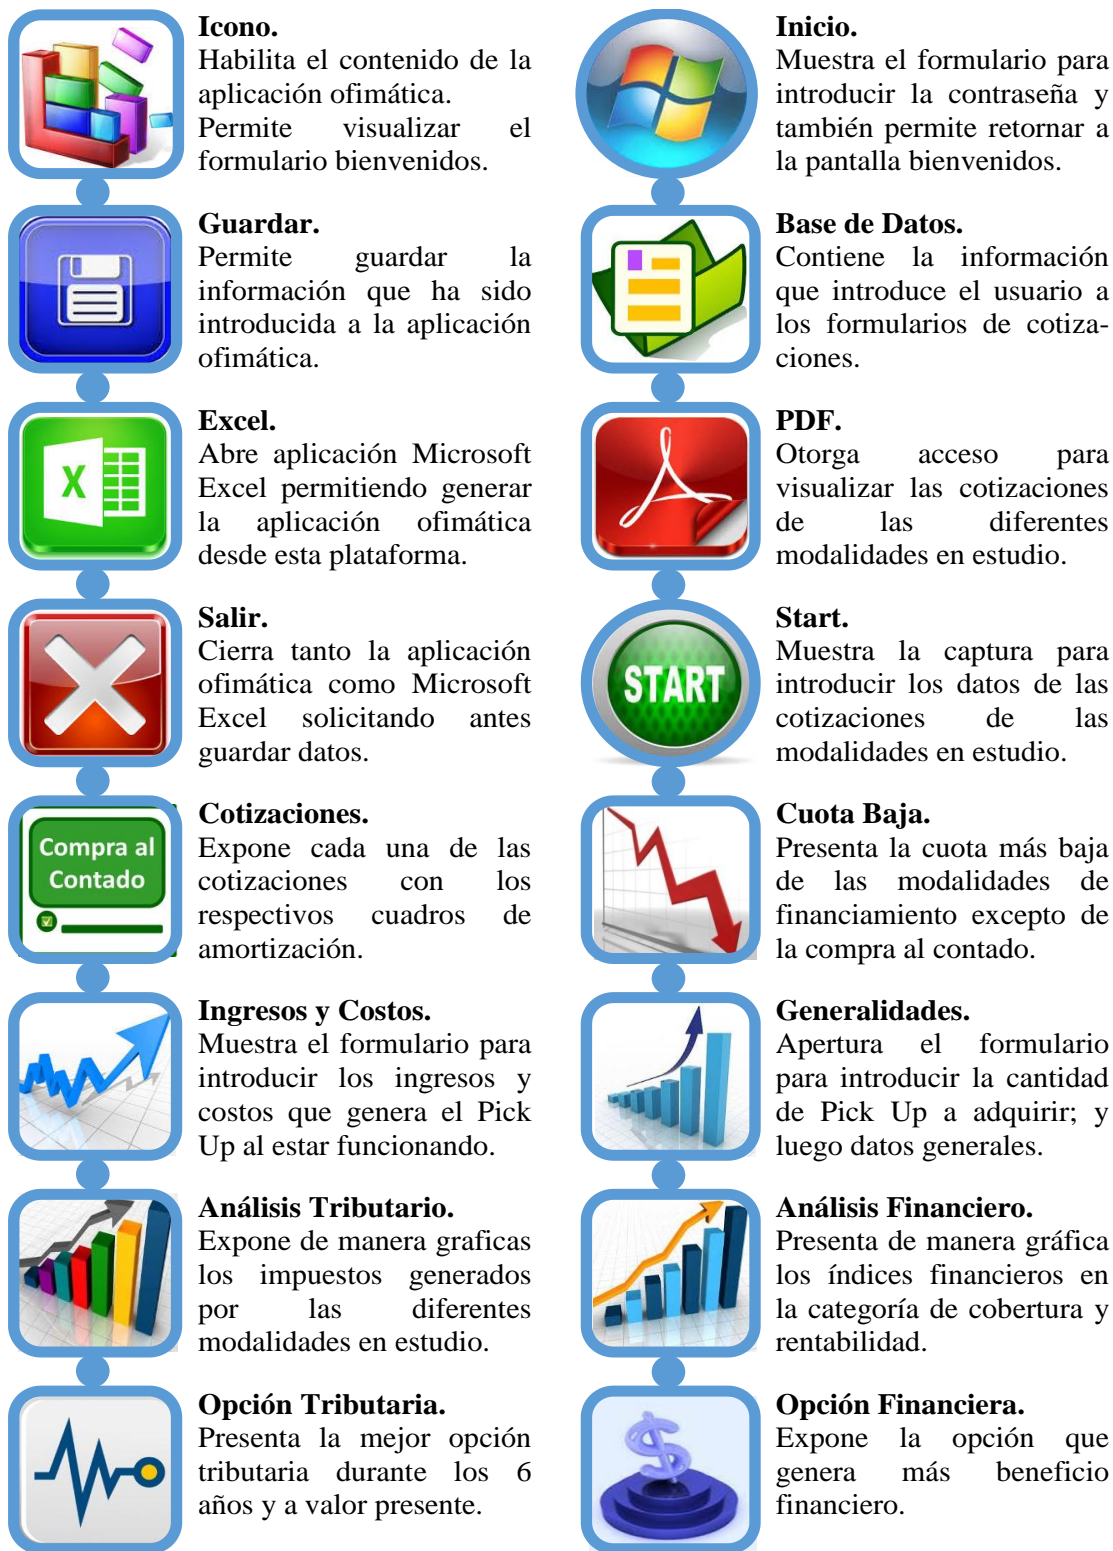 Icono.
Habilita el contenido de la
aplicación ofimática.
Permite visualizar el
formulario bienvenidos.
Guardar.
Permite guardar la
información que ha sido
introducida a la aplicación
ofimática.
X
Excel.
Abre aplicación Microsoft
Excel permitiendo generar
la aplicación ofimática
desde esta plataforma.
Salir.
Cierra tanto la aplicación
ofimática como Microsoft
Excel solicitando antes
guardar datos.
Compra al
Contado
Cotizaciones.
Expone cada una de las
cotizaciones con los
respectivos cuadros de
amortización.
Ingresos y Costos.
Muestra el formulario para
introducir los ingresos y
costos que genera el Pick
Up al estar funcionando.
Análisis Tributario.
Expone de manera graficas
los impuestos generados
por las diferentes
modalidades en estudio.
Opción Tributaria.
Presenta la mejor opción
tributaria durante los 6
años y a valor presente.
Inicio.
Muestra el formulario para
introducir la contraseña y
también permite retornar a
la pantalla bienvenidos.
Base de Datos.
Contiene la información
que introduce el usuario a
los formularios de cotiza-
ciones.
PDF.
Otorga acceso para
visualizar las cotizaciones
de las diferentes
modalidades en estudio.
START
Start.
Muestra la captura para
introducir los datos de las
cotizaciones de las
modalidades en estudio.
Cuota Baja.
Presenta la cuota más baja
de las modalidades de
financiamiento excepto de
la compra al contado.
Generalidades.
Apertura el formulario
para introducir la cantidad
de Pick Up a adquirir; y
luego datos generales.
Análisis Financiero.
Presenta de manera gráfica
los índices financieros en
la categoría de cobertura y
rentabilidad.
$
Opción Financiera.
Expone la opción que
genera más beneficio
financiero.